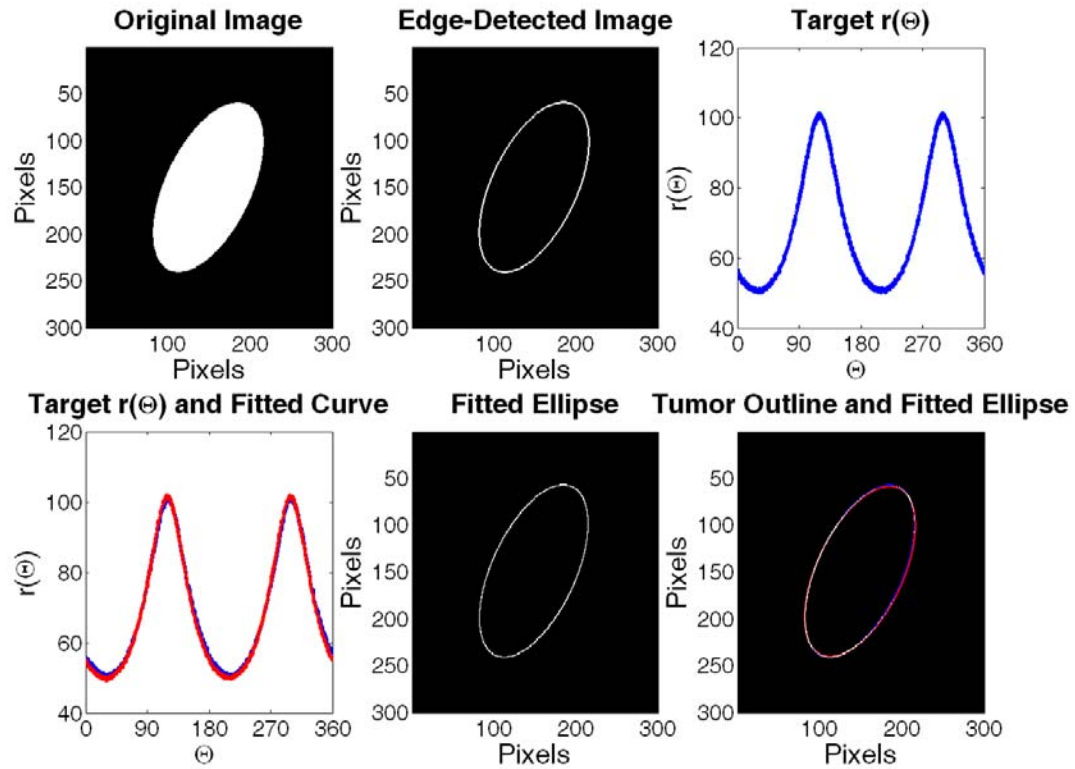 Original Image
Edge-Detected Image
Target r(Θ)
50
100
150
200
250
300
Pixels
100 200 300
Pixels
50
100
150
200
250
300
Pixels
100 200 300
Pixels
120
100
80
60
40
r(Θ)
0 90 180 270 360
Θ
Target r(Θ) and Fitted Curve
Fitted Ellipse
Tumor Outline and Fitted Ellipse
120
100
80
60
40
r(Θ)
0 90 180 270 360
Θ
50
100
150
200
250
300
Pixels
100 200 300
Pixels
50
100
150
200
250
300
Pixels
100 200 300
Pixels